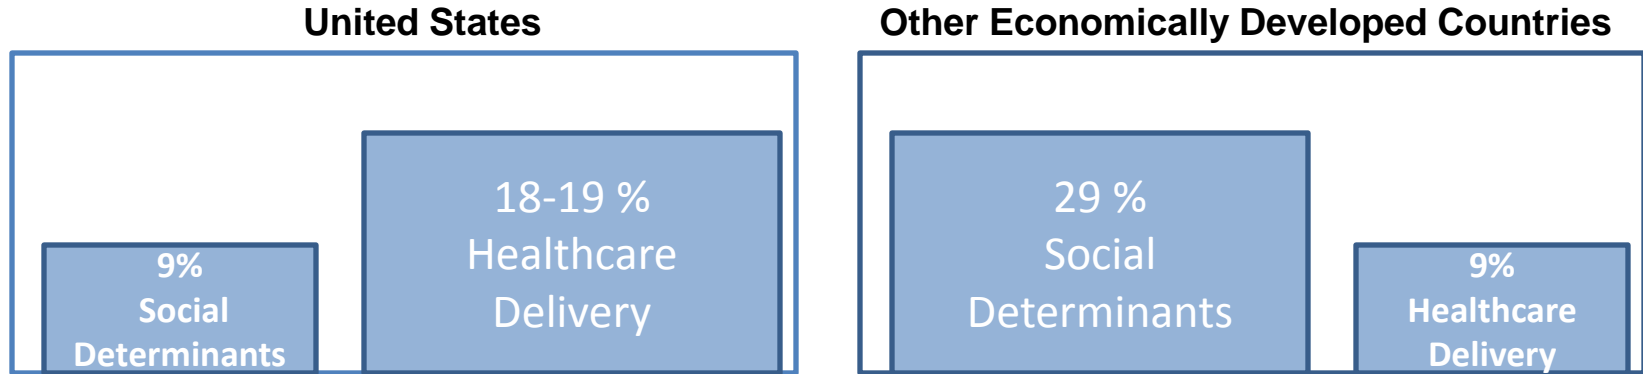 United States
9%
Social
Determinants
18-19 %
Healthcare
Delivery
Other Economically Developed Countries
29 %
Social
Determinants
9%
Healthcare
Delivery